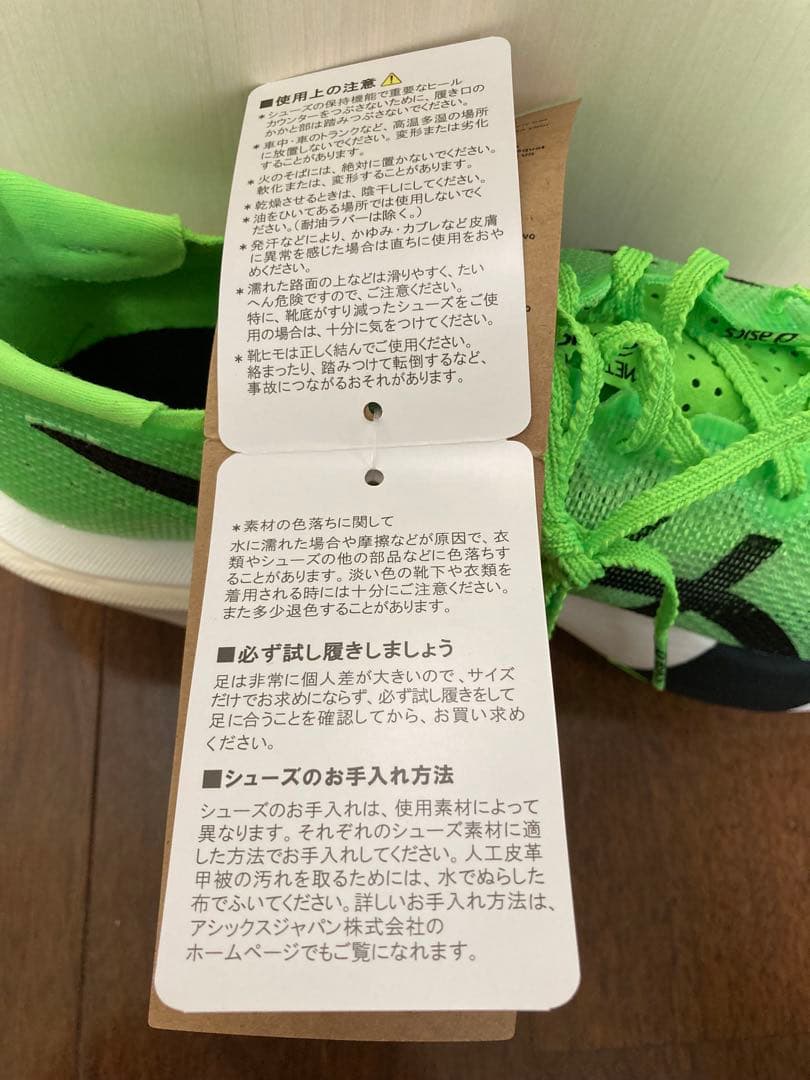 ■使用上の注意⚠
＊シューズの保持機能で重要なヒール
カウンターをつぶさないために、履き口の
かかと部は踏みつぶさないでください。
＊車中・車のトランクなど、高温多湿の場所
に放置しないでください。変形または劣化
することがあります。
＊火のそばには、絶対に置かないでください。
軟化または、変形することがあります。
＊乾燥させるときは、陰干しにしてください。
＊油をひいてある場所では使用しないでく
ださい。（耐油ラバーは除く。）
＊発汗などにより、かゆみ・カブレなど皮膚
に異常を感じた場合は直ちに使用をおや
めください。
＊濡れた路面の上などは滑りやすく、たい
へん危険ですので、ご注意ください。
特に、靴底がすり減ったシューズをご使
用の場合は、十分に気をつけてください。
＊靴ヒモは正しく結んでご使用ください。
絡まったり、踏みつけて転倒するなど、
事故につながるおそれがあります。
＊素材の色落ちに関して
水に濡れた場合や摩擦などが原因で、衣
類やシューズの他の部品などに色落ちす
ることがあります。淡い色の靴下や衣類を
着用される時には十分にご注意ください。
また多少退色することがあります。
■必ず試し履きしましょう
足は非常に個人差が大きいので、サイズ
だけでお求めにならず、必ず試し履きをして
足に合うことを確認してから、お買い求め
ください。
■シューズのお手入れ方法
シューズのお手入れは、使用素材によって
異なります。それぞれのシューズ素材に適
した方法でお手入れしてください。人工皮革
甲被の汚れを取るためには、水でぬらした
布でふいてください。詳しいお手入れ方法は、
アシックスジャパン株式会社の
ホームページでもご覧になれます。
asics